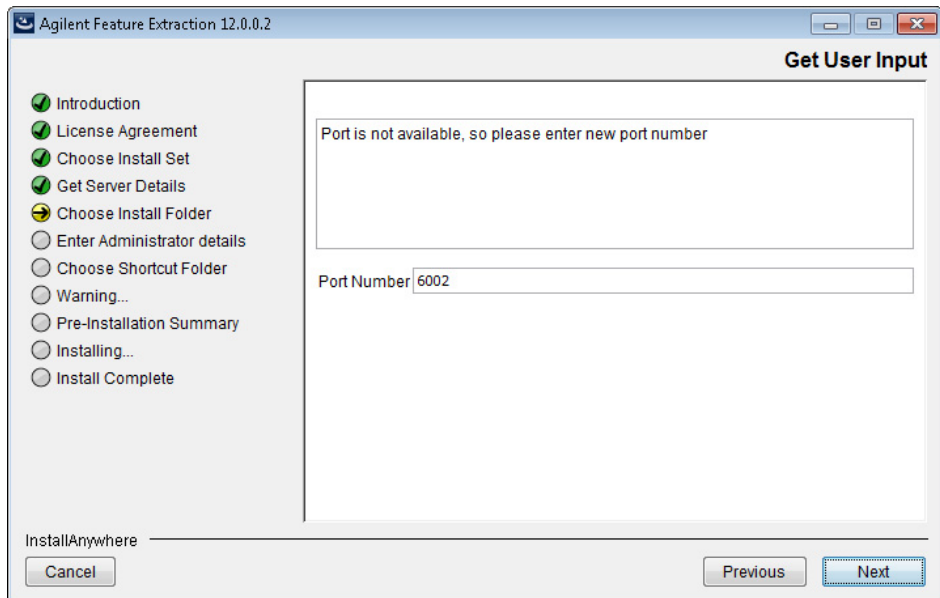 Agilent Feature Extraction 12.0.0.2
Get User Input
Introduction
License Agreement
Choose Install Set
Get Server Details
Choose Install Folder
Enter Administrator details
Choose Shortcut Folder
Warning...
Pre-Installation Summary
Installing...
Install Complete
Port is not available, so please enter new port number
Port Number 6002
InstallAnywhere
Cancel Previous Next